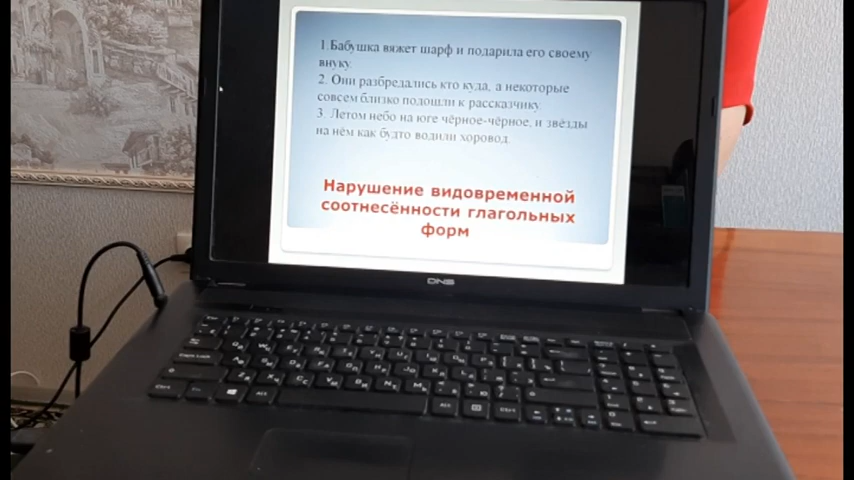 1 Бабушка вяжет шарф и подарила его своему
внуку.
2. Они разбредались кто куда, а некоторые
совсем близко подошли к рассказчику.
3. Летом небо на юге чёрное-чёрное, и звёзды
на нём как будто водили хоровод.
Нарушение видовременной
соотнесённости глагольных
форм
DNS